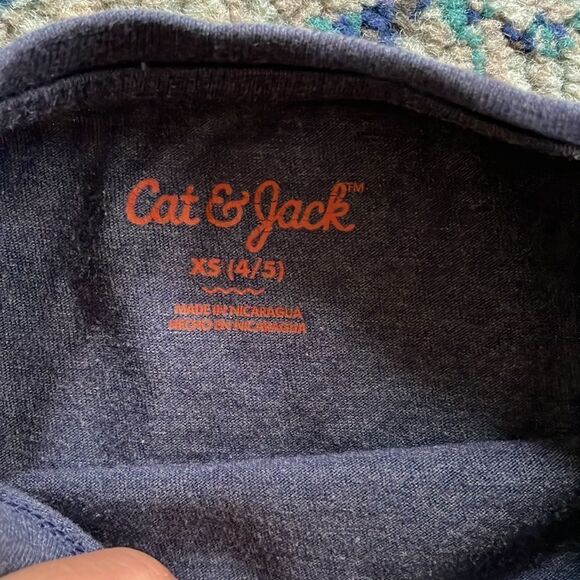 Cat & Jack™
XS (4/5)
MADE IN NICARAGUA
HECHO EN NICARAGUA